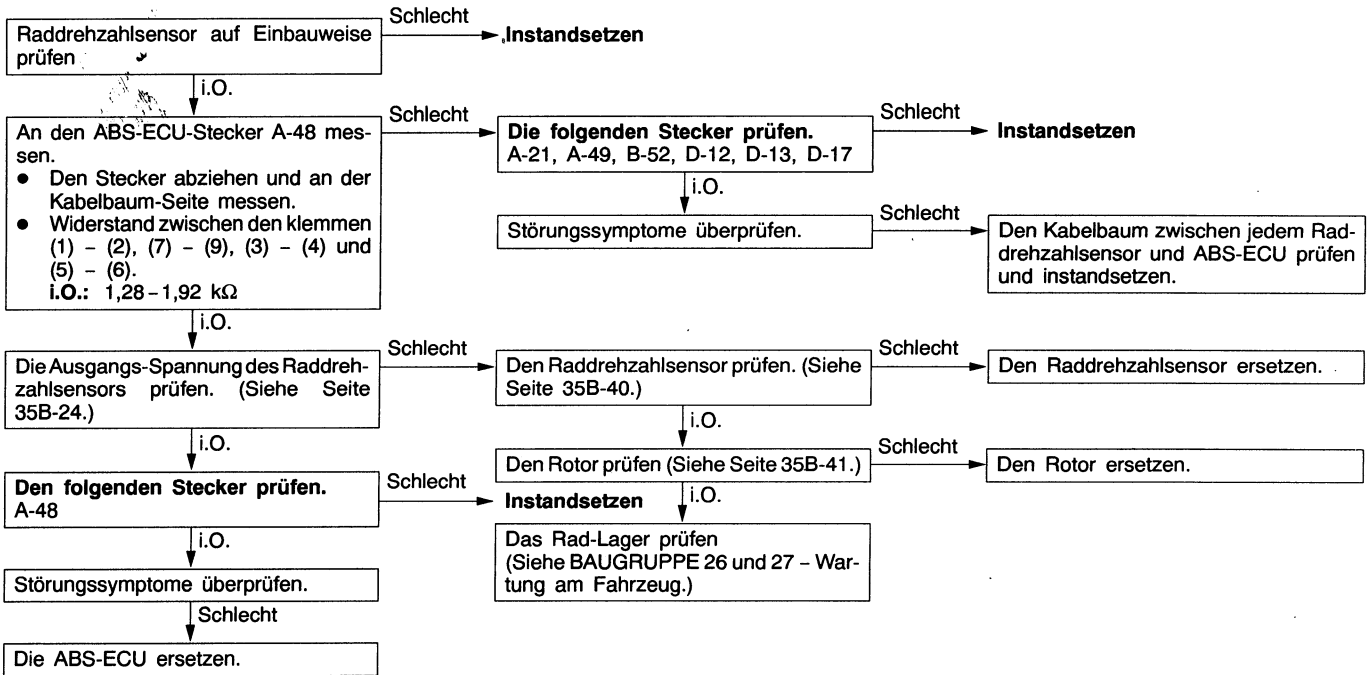 Raddrehzahlsensor auf Einbauweise
prüfen
Schlecht
Instandsetzen
i.O.
An den ABS-ECU-Stecker A-48 mes-
sen.
● Den Stecker abziehen und an der
Kabelbaum-Seite messen.
● Widerstand zwischen den klemmen
(1) – (2), (7) – (9), (3) – (4) und
(5) – (6).
i.O.: 1,28–1,92 kΩ
Schlecht
Die folgenden Stecker prüfen.
A-21, A-49, B-52, D-12, D-13, D-17
Schlecht
Instandsetzen
i.O.
Störungssymptome überprüfen.
Schlecht
Den Kabelbaum zwischen jedem Rad-
drehzahlsensor und ABS-ECU prüfen
und instandsetzen.
i.O.
Die Ausgangs-Spannung des Raddreh-
zahlsensors prüfen. (Siehe Seite
35B-24.)
Schlecht
Den Raddrehzahlsensor prüfen. (Siehe
Seite 35B-40.)
Schlecht
Den Raddrehzahlsensor ersetzen.
i.O.
i.O.
Den Rotor prüfen (Siehe Seite 35B-41.)
Schlecht
Den Rotor ersetzen.
Den folgenden Stecker prüfen.
A-48
Schlecht
Instandsetzen
i.O.
Das Rad-Lager prüfen
(Siehe BAUGRUPPE 26 und 27 – War-
tung am Fahrzeug.)
i.O.
Störungssymptome überprüfen.
Schlecht
Die ABS-ECU ersetzen.